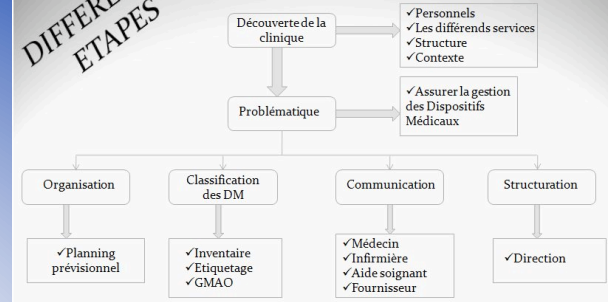 DIFFERE
ETAPES
Découverte de la
clinique
✓Personnels
✓Les différends services
✓Structure
✓Contexte
Problématique
✓Assurer la gestion
des Dispositifs
Médicaux
Organisation
Classification
des DM
Communication
Structuration
✓Planning
prévisionnel
✓Inventaire
✓Etiquetage
✓GMAO
✓Médecin
✓Infirmière
✓Aide soignant
✓Fournisseur
✓Direction